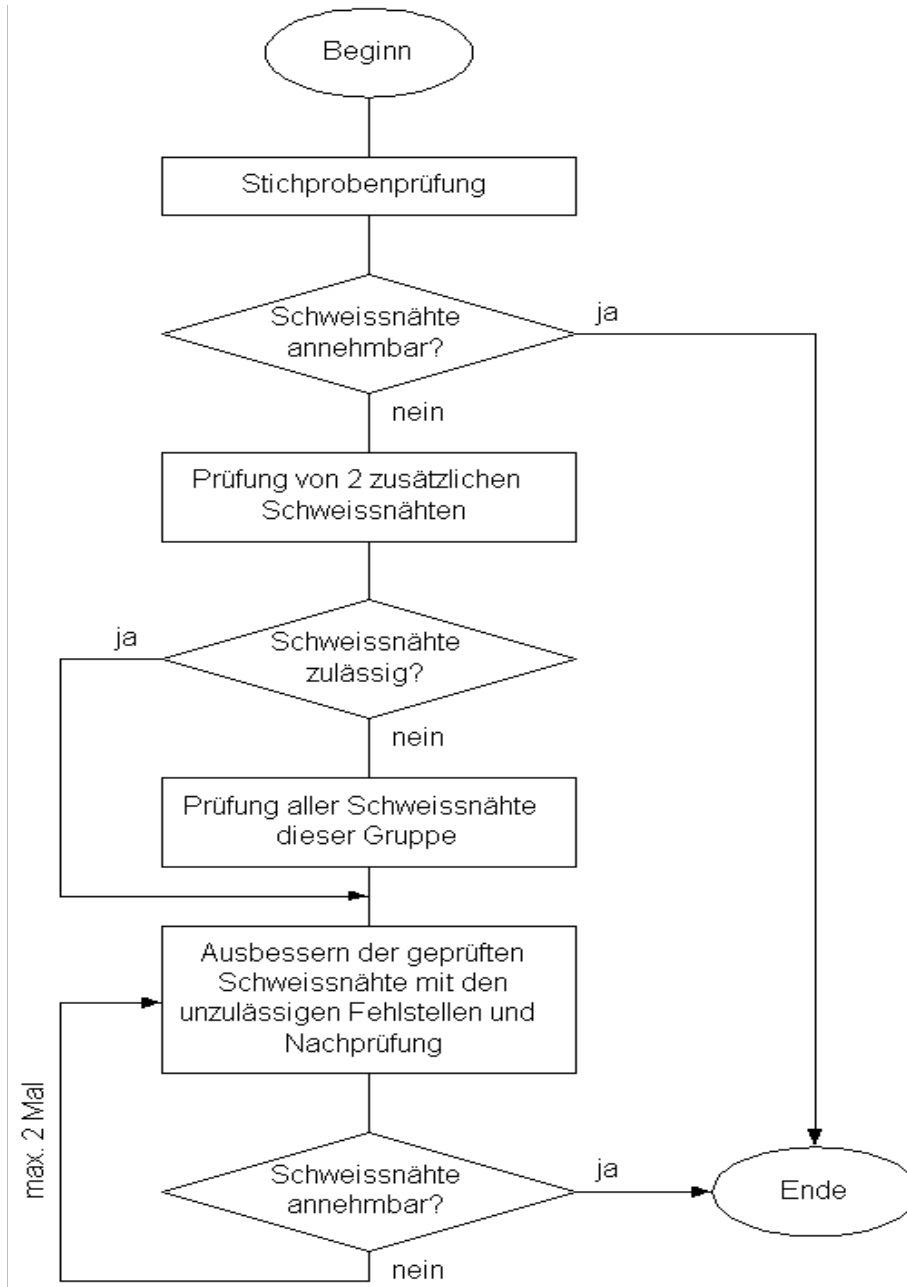 Beginn
Stichprobenprüfung
Schweissnähte
annehmbar?
ja
nein
Prüfung von 2 zusätzlichen
Schweissnähten
Schweissnähte
zulässig?
ja
nein
Prüfung aller Schweissnähte
dieser Gruppe
Ausbessern der geprüften
Schweissnähte mit den
unzulässigen Fehlstellen und
Nachprüfung
max. 2 Mal
Schweissnähte
annehmbar?
ja
nein
Ende